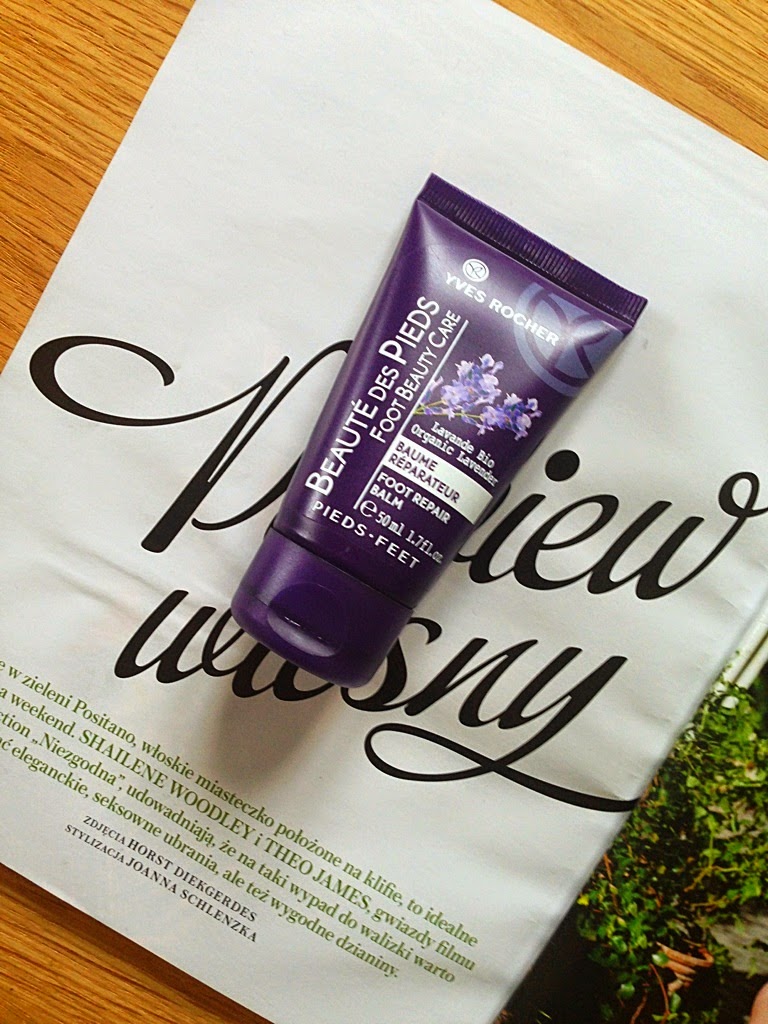 YVES ROCHER
BEAUTÉ DES PIEDS
FOOT BEAUTY CARE
Lavande Bio
Organic Lavender
BAUME
RÉPARATEUR
FOOT REPAIR
BALM
℮ 50ml 1.7fl.oz.
PIEDS-FEET
wiosny
w zieleni Positano, włoskie miasteczko położone na klifie, to idealne
a weekend. SHAILENE WOODLEY i THEO JAMES, gwiazdy filmu
ction „Niezgodna”, udowadniają, że na taki wypad do walizki warto
ć eleganckie, seksowne ubrania, ale też wygodne dzianiny.
ZDJĘCIA HORST DIEKGERDES
STYLIZACJA JOANNA SCHLENZKA